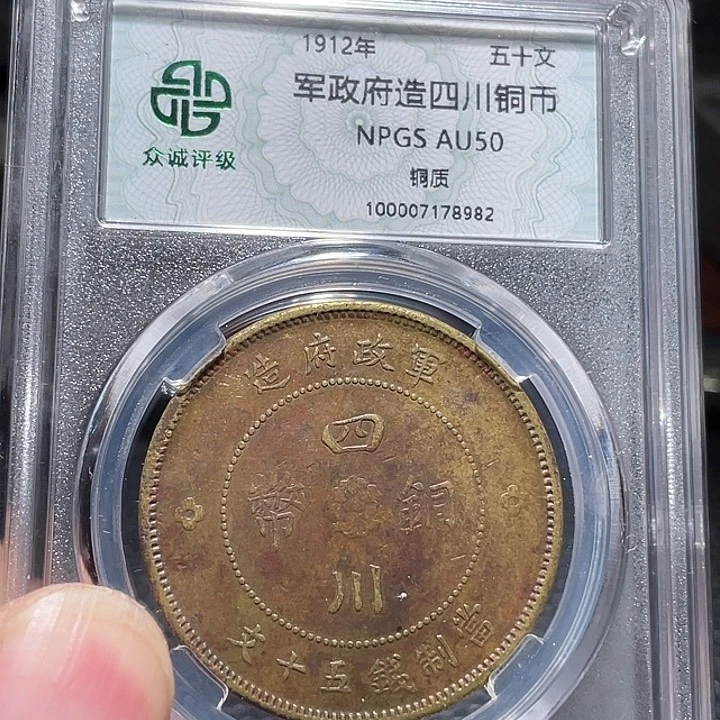 1912年 五十文
军政府造四川铜币
NPGS AU50
众诚评级
铜质
100007178982
軍政府造
四川
銅幣
當制錢五十文